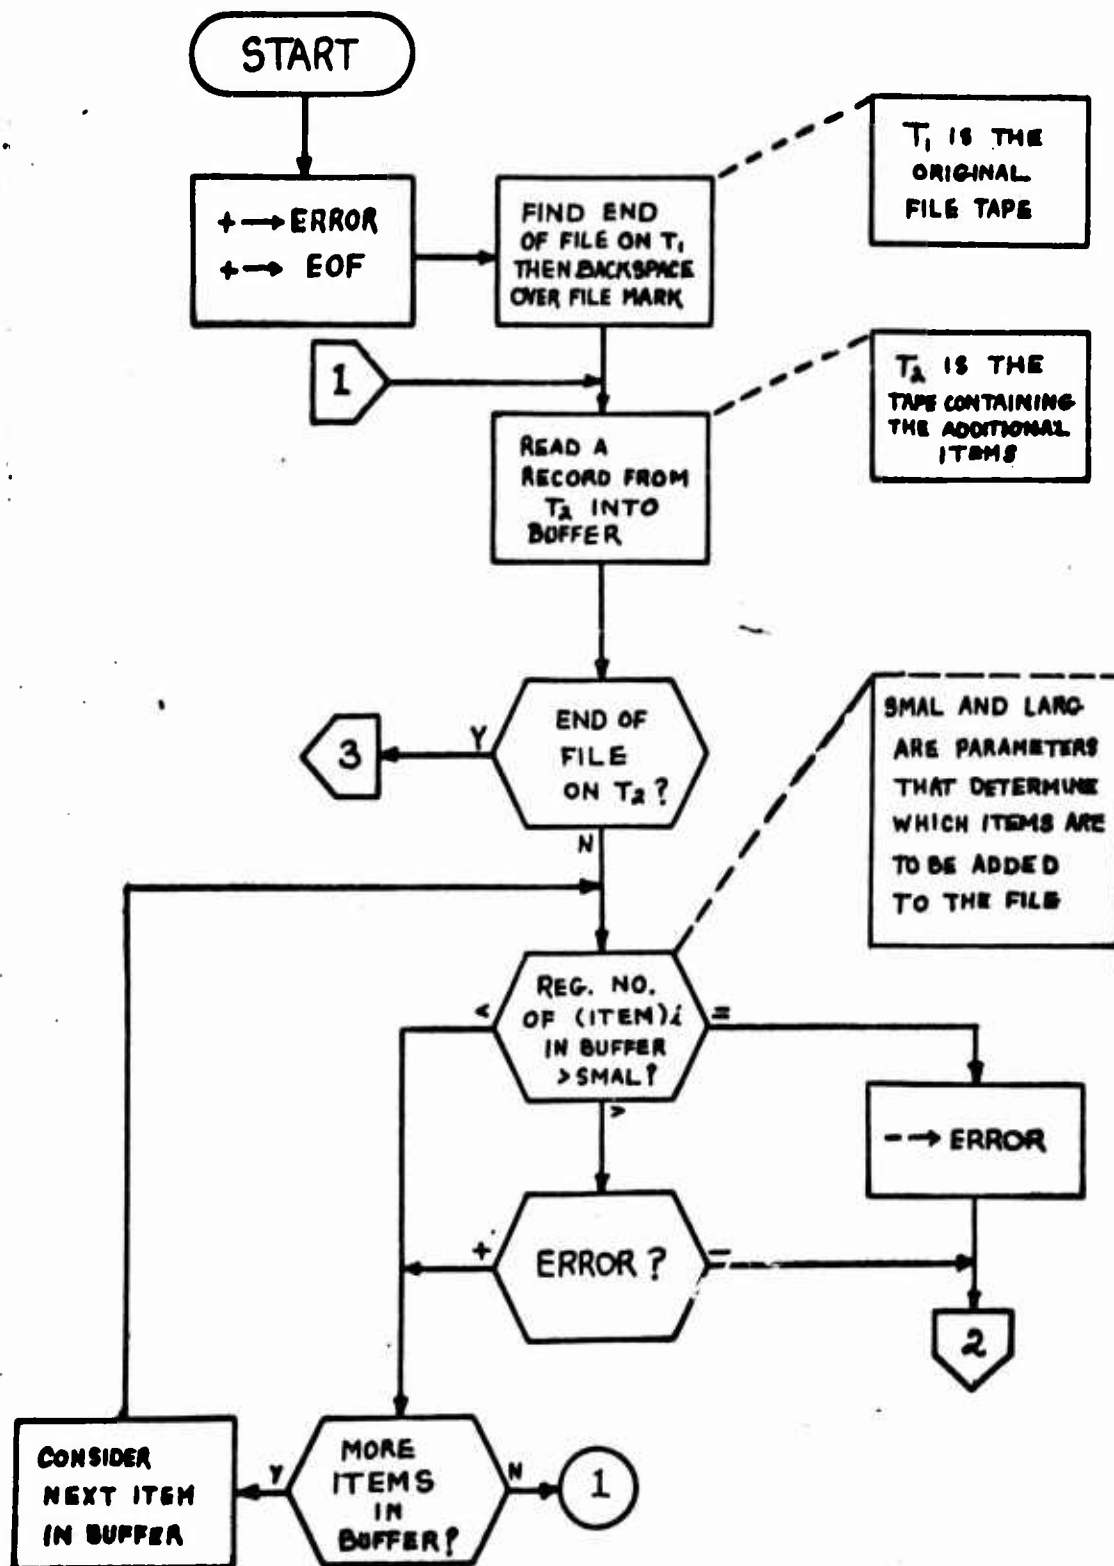 START
+→ ERROR
+→ EOF
FIND END
OF FILE ON T₁
THEN BACKSPACE
OVER FILE MARK
T₁ IS THE
ORIGINAL
FILE TAPE
1
READ A
RECORD FROM
T₂ INTO
BUFFER
T₂ IS THE
TAPE CONTAINING
THE ADDITIONAL
ITEMS
END OF
FILE
ON T₂?
Y
3
N
SMAL AND LARG
ARE PARAMETERS
THAT DETERMINE
WHICH ITEMS ARE
TO BE ADDED
TO THE FILE
REG. NO.
OF (ITEM)i
IN BUFFER
>SMAL?
<
=
>
-→ ERROR
ERROR?
+
-
2
MORE
ITEMS
IN
BUFFER?
Y
N
1
CONSIDER
NEXT ITEM
IN BUFFER